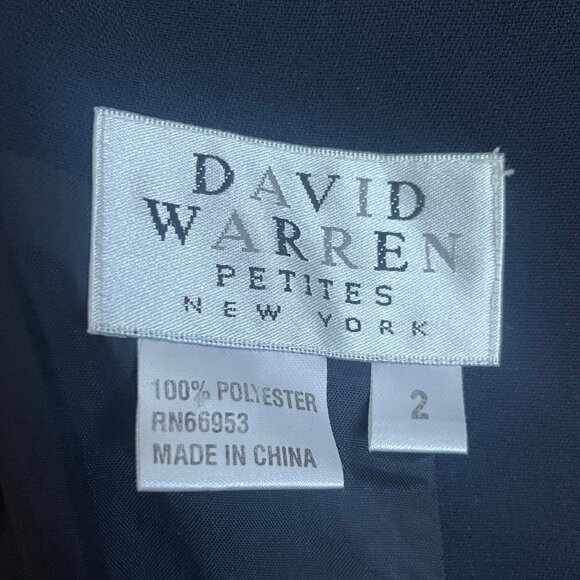 DAVID
WARREN
PETITES
NEW YORK
100% POLYESTER
RN66953
MADE IN CHINA
2